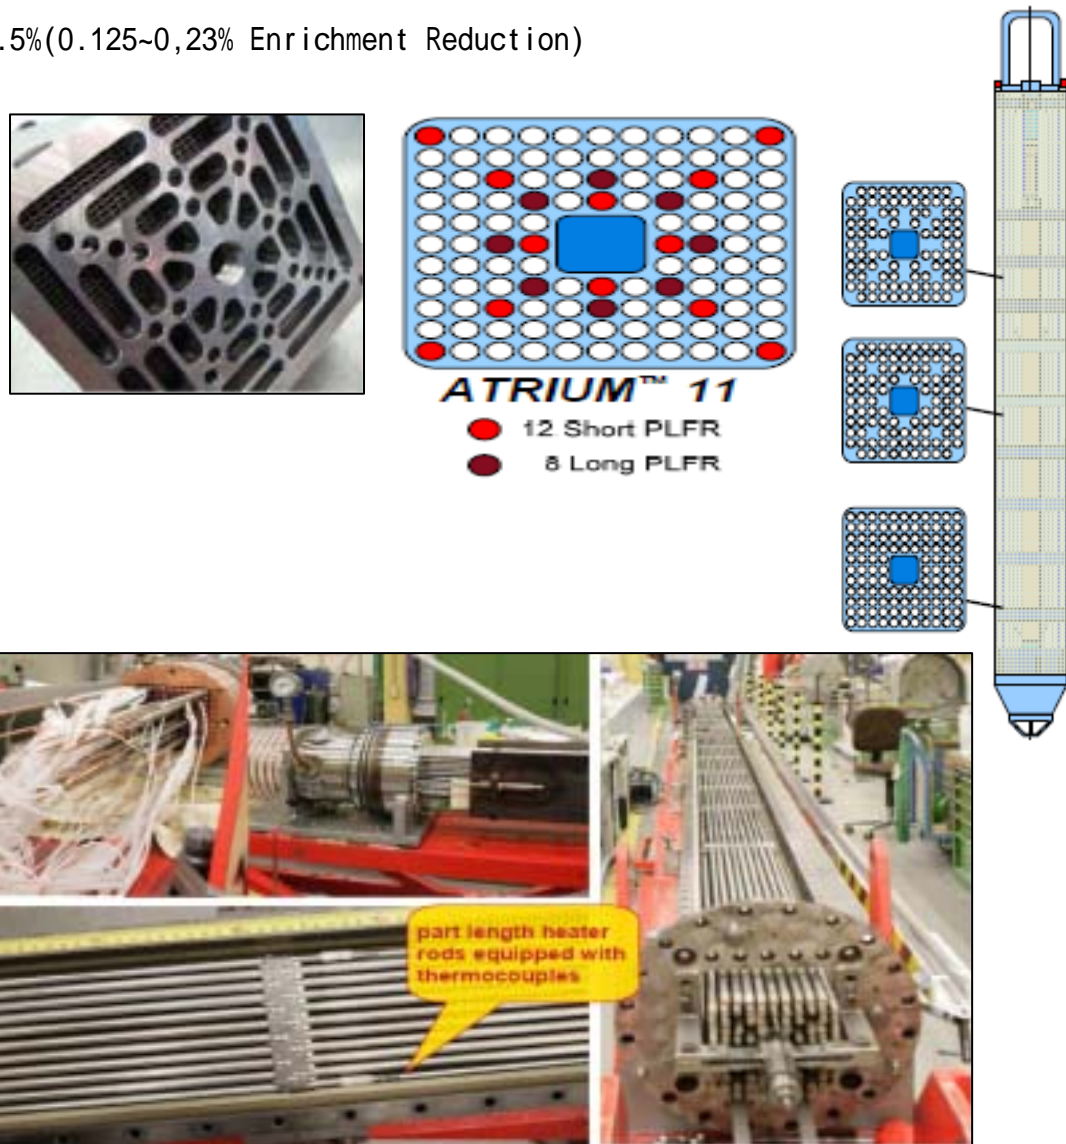 .5%(0.125~0,23% Enrichment Reduction)
ATRIUM™ 11
12 Short PLFR
8 Long PLFR
part length heater
rods equipped with
thermocouples